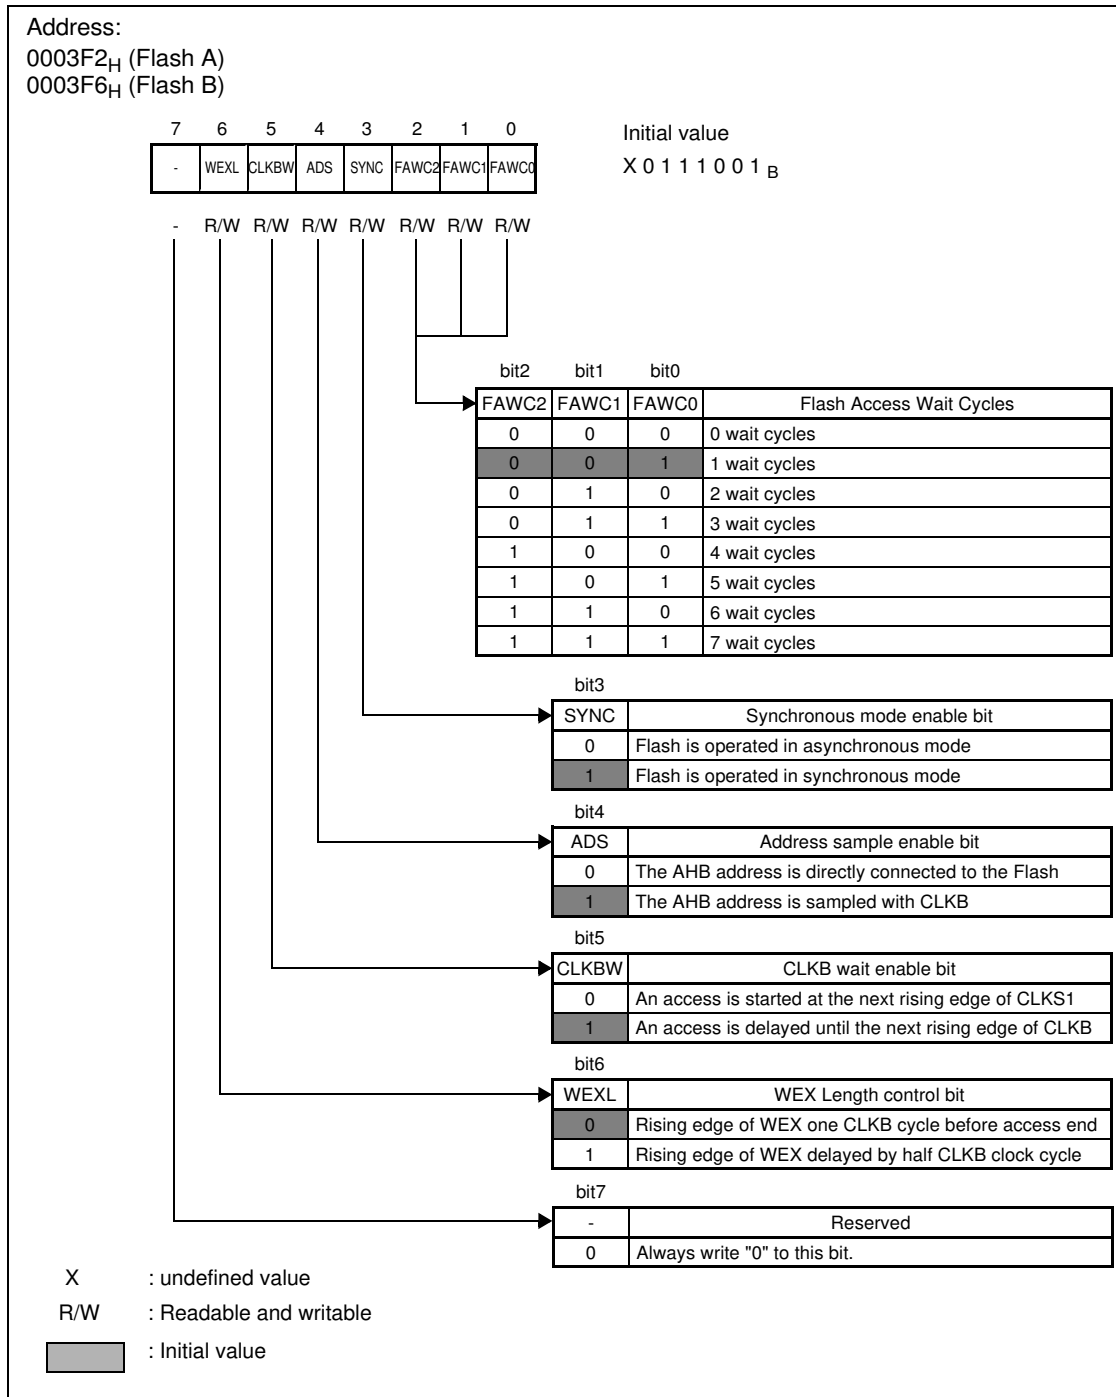 Address:
0003F2H (Flash A)
0003F6H (Flash B)
7 6 5 4 3 2 1 0
Initial value
- WEXL CLKBW ADS SYNC FAWC2 FAWC1 FAWC0
X 0 1 1 1 0 0 1 B
- R/W R/W R/W R/W R/W R/W R/W
bit2 bit1 bit0
FAWC2 FAWC1 FAWC0 Flash Access Wait Cycles
0 0 0 0 wait cycles
0 0 1 1 wait cycles
0 1 0 2 wait cycles
0 1 1 3 wait cycles
1 0 0 4 wait cycles
1 0 1 5 wait cycles
1 1 0 6 wait cycles
1 1 1 7 wait cycles
bit3
SYNC Synchronous mode enable bit
0 Flash is operated in asynchronous mode
1 Flash is operated in synchronous mode
bit4
ADS Address sample enable bit
0 The AHB address is directly connected to the Flash
1 The AHB address is sampled with CLKB
bit5
CLKBW CLKB wait enable bit
0 An access is started at the next rising edge of CLKS1
1 An access is delayed until the next rising edge of CLKB
bit6
WEXL WEX Length control bit
0 Rising edge of WEX one CLKB cycle before access end
1 Rising edge of WEX delayed by half CLKB clock cycle
bit7
- Reserved
0 Always write "0" to this bit.
X : undefined value
R/W : Readable and writable
: Initial value